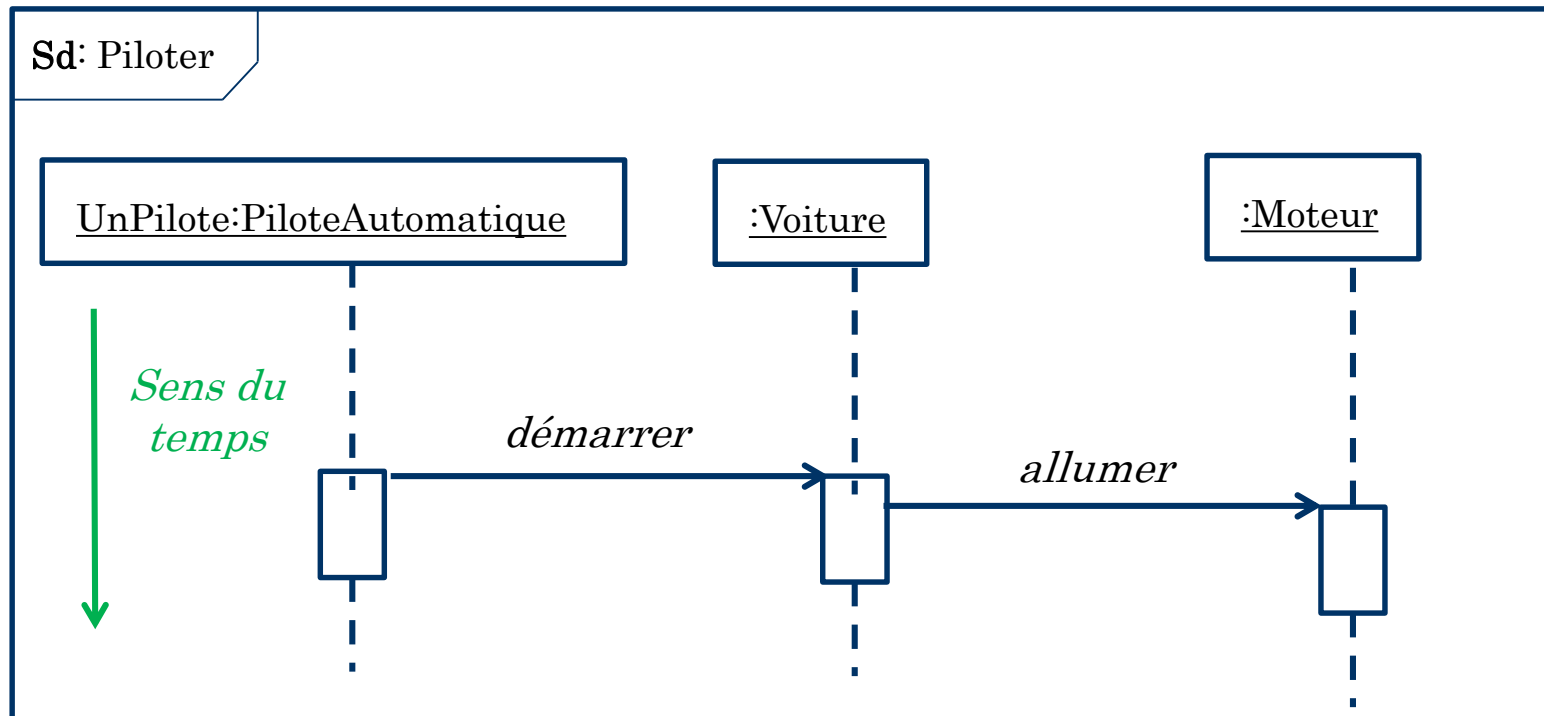 Sd: Piloter
UnPilote:PiloteAutomatique
:Voiture
:Moteur
Sens du
temps
démarrer
allumer